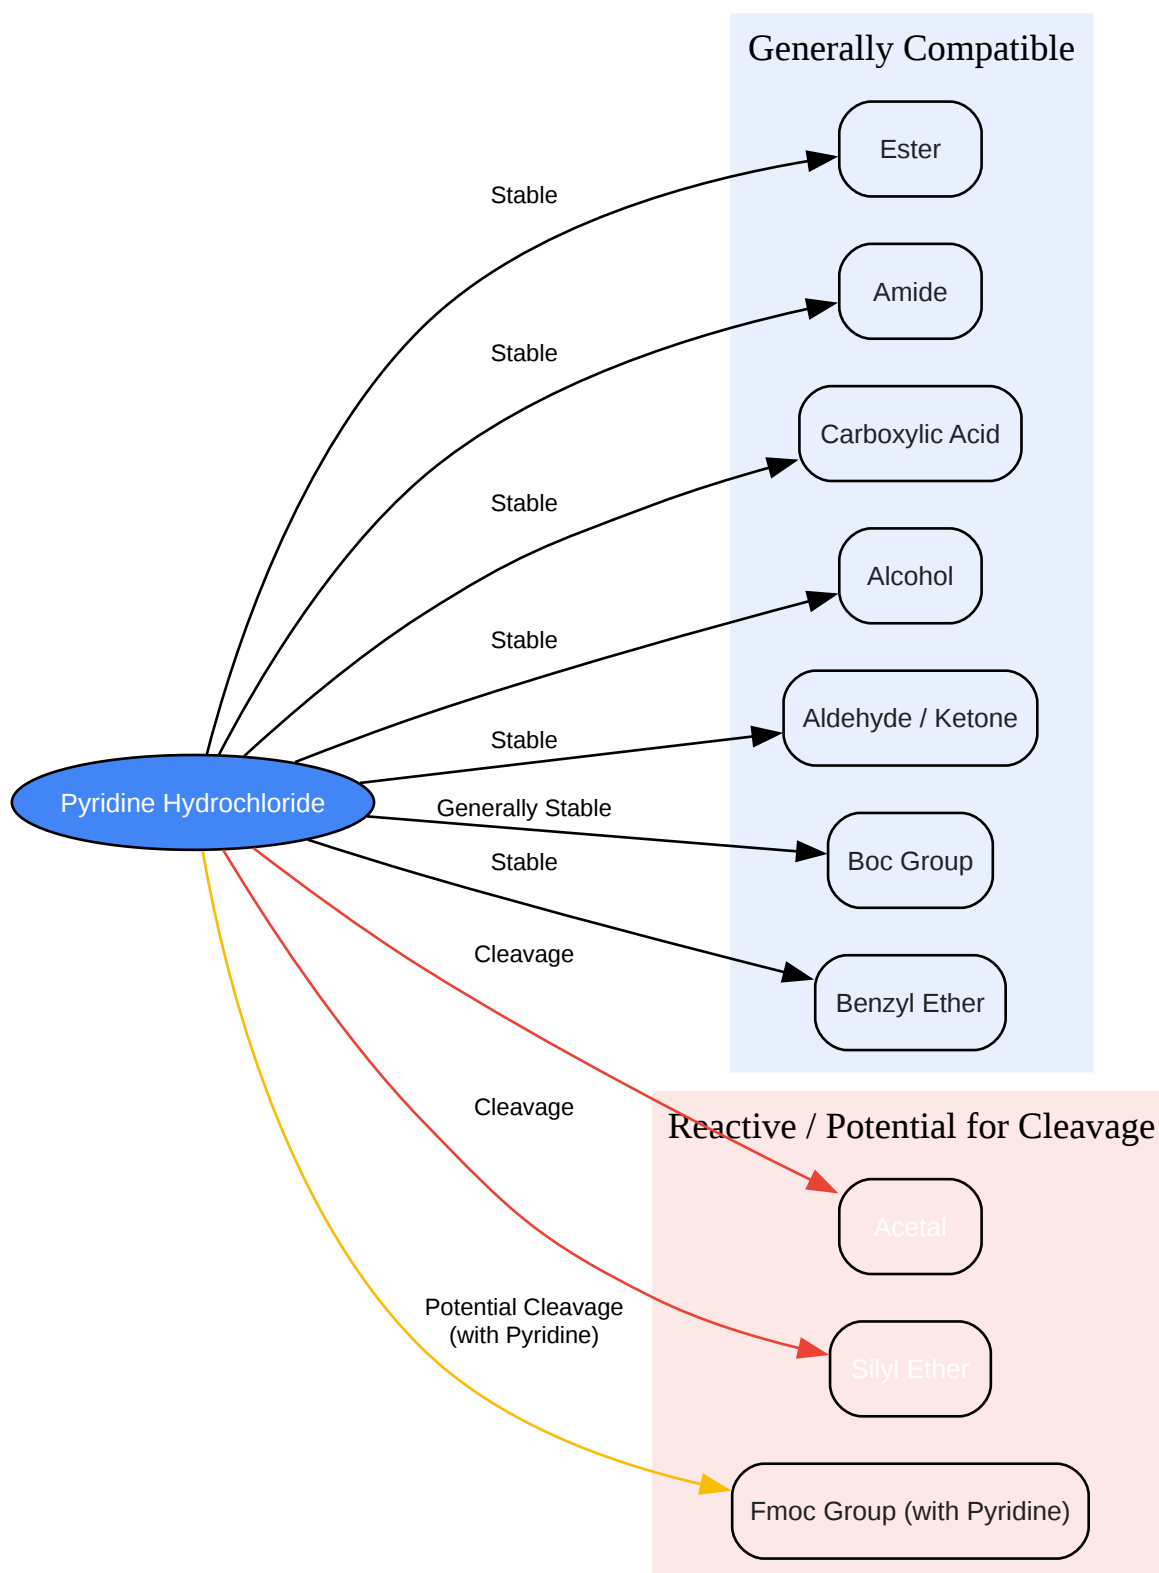 Generally Compatible
Ester
Stable
Amide
Stable
Carboxylic Acid
Stable
Alcohol
Stable
Aldehyde / Ketone
Stable
Pyridine Hydrochloride
Generally Stable
Boc Group
Stable
Cleavage
Benzyl Ether
Cleavage
Reactive / Potential for Cleavage
Acetal
Potential Cleavage
(with Pyridine)
Silyl Ether
Fmoc Group (with Pyridine)